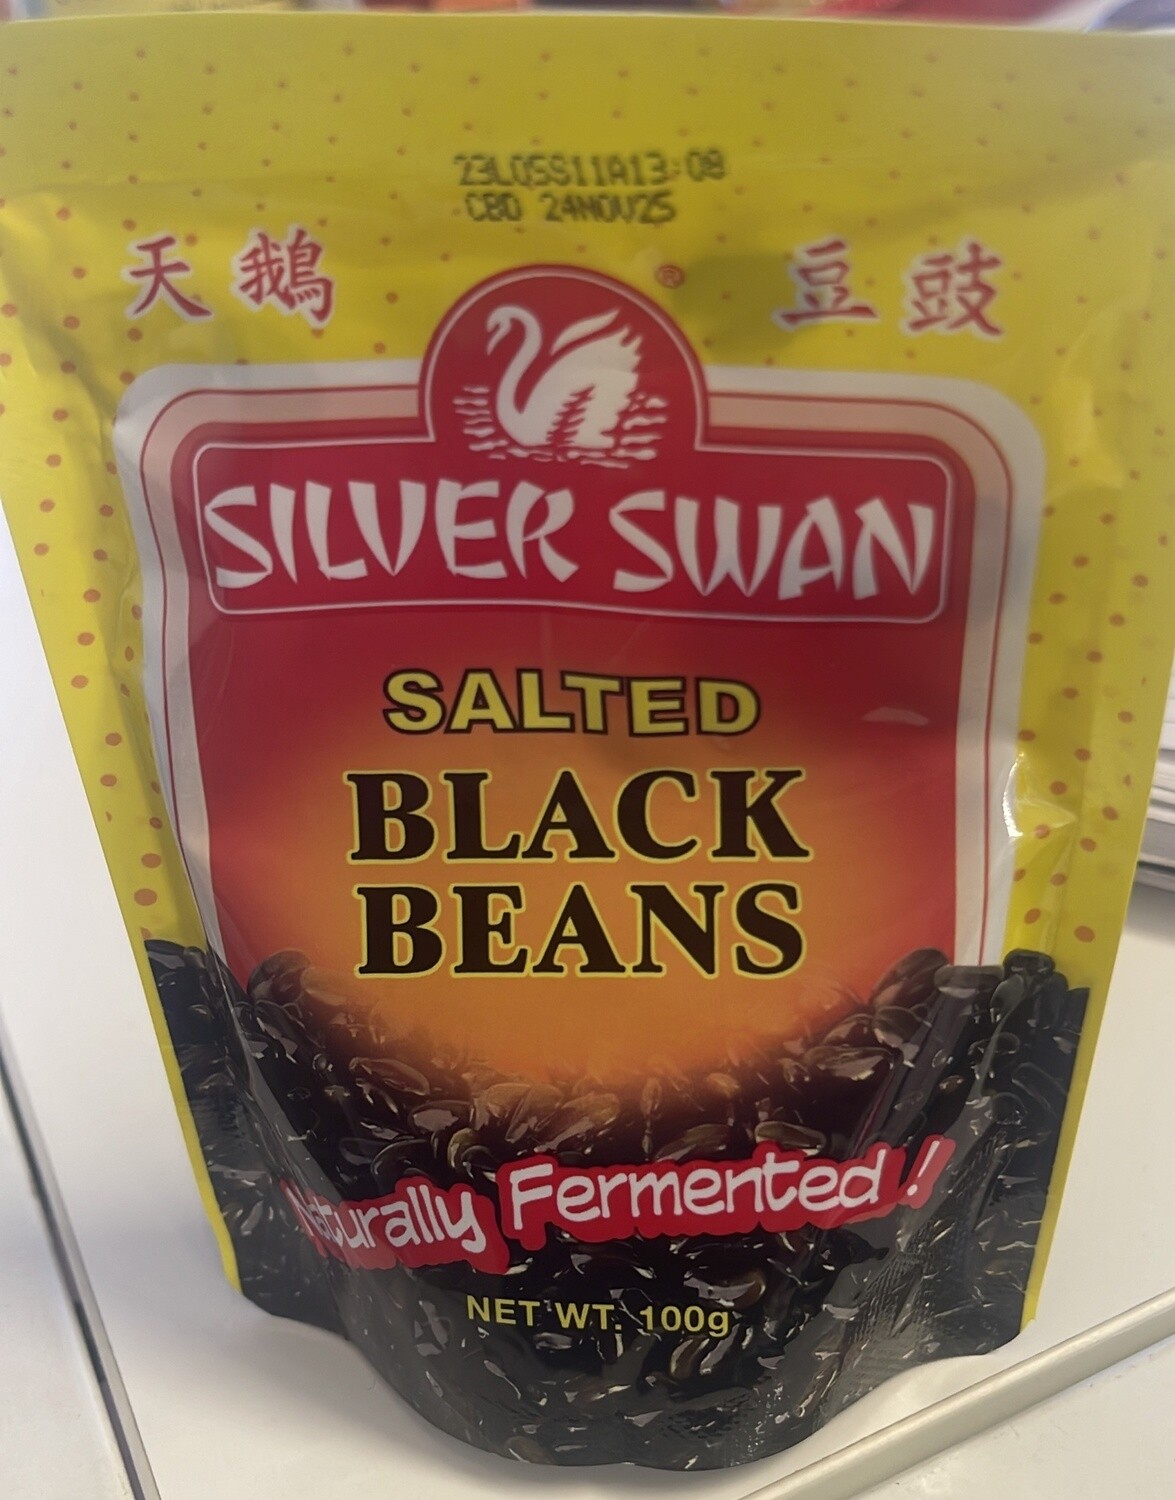 23L05S11A13:08
CBD 24NOV25
天鵝 豆豉
®
SILVER SWAN
SALTED
BLACK
BEANS
Naturally Fermented!
NET WT. 100g